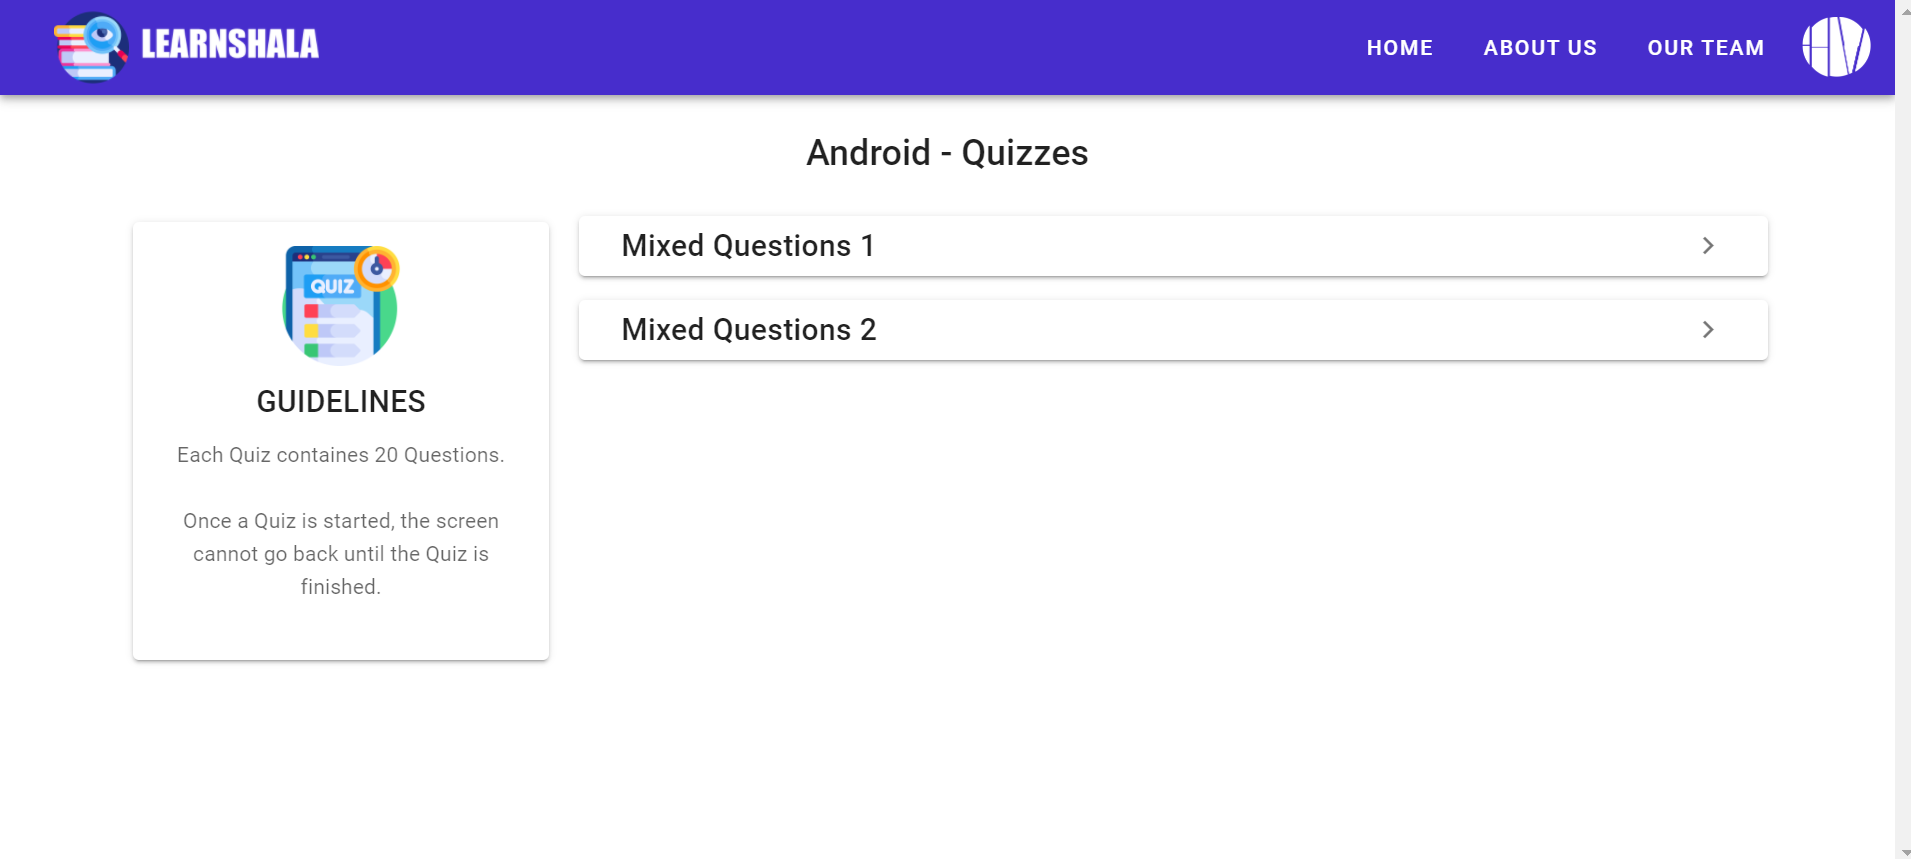 LEARNSHALA
HOME ABOUT US OUR TEAM HV
Android - Quizzes
QUIZ
GUIDELINES
Each Quiz containes 20 Questions.
Once a Quiz is started, the screen
cannot go back until the Quiz is
finished.
Mixed Questions 1
Mixed Questions 2